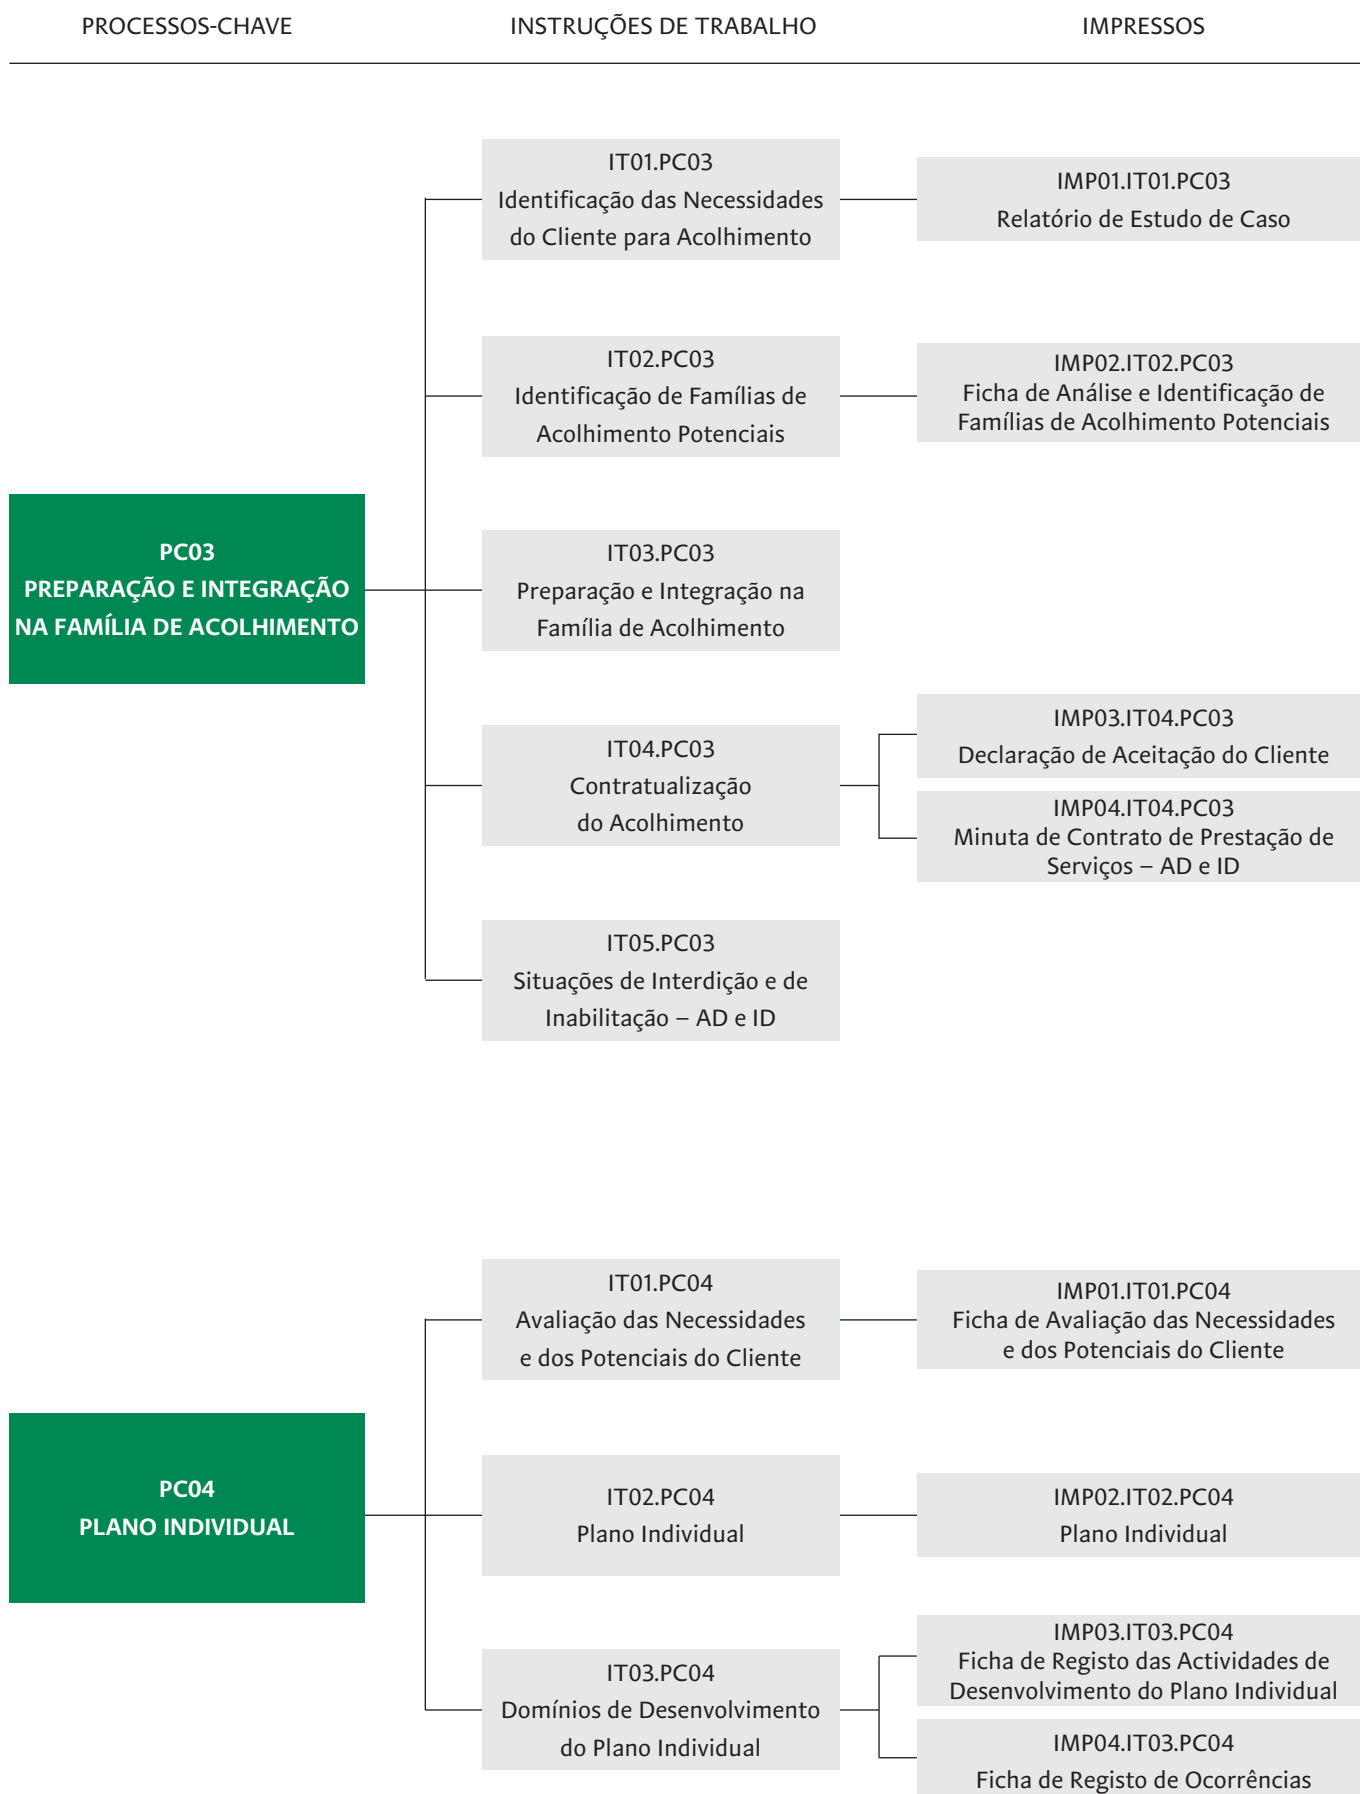 PROCESSOS-CHAVE
INSTRUÇÕES DE TRABALHO
IMPRESSOS
PC03
PREPARAÇÃO E INTEGRAÇÃO
NA FAMÍLIA DE ACOLHIMENTO
IT01.PC03
Identificação das Necessidades
do Cliente para Acolhimento
IMP01.IT01.PC03
Relatório de Estudo de Caso
IT02.PC03
Identificação de Famílias de
Acolhimento Potenciais
IMP02.IT02.PC03
Ficha de Análise e Identificação de
Famílias de Acolhimento Potenciais
IT03.PC03
Preparação e Integração na
Família de Acolhimento
IT04.PC03
Contratualização
do Acolhimento
IMP03.IT04.PC03
Declaração de Aceitação do Cliente
IMP04.IT04.PC03
Minuta de Contrato de Prestação de
Serviços – AD e ID
IT05.PC03
Situações de Interdição e de
Inabilitação – AD e ID
PC04
PLANO INDIVIDUAL
IT01.PC04
Avaliação das Necessidades
e dos Potenciais do Cliente
IMP01.IT01.PC04
Ficha de Avaliação das Necessidades
e dos Potenciais do Cliente
IT02.PC04
Plano Individual
IMP02.IT02.PC04
Plano Individual
IT03.PC04
Domínios de Desenvolvimento
do Plano Individual
IMP03.IT03.PC04
Ficha de Registo das Actividades de
Desenvolvimento do Plano Individual
IMP04.IT03.PC04
Ficha de Registo de Ocorrências